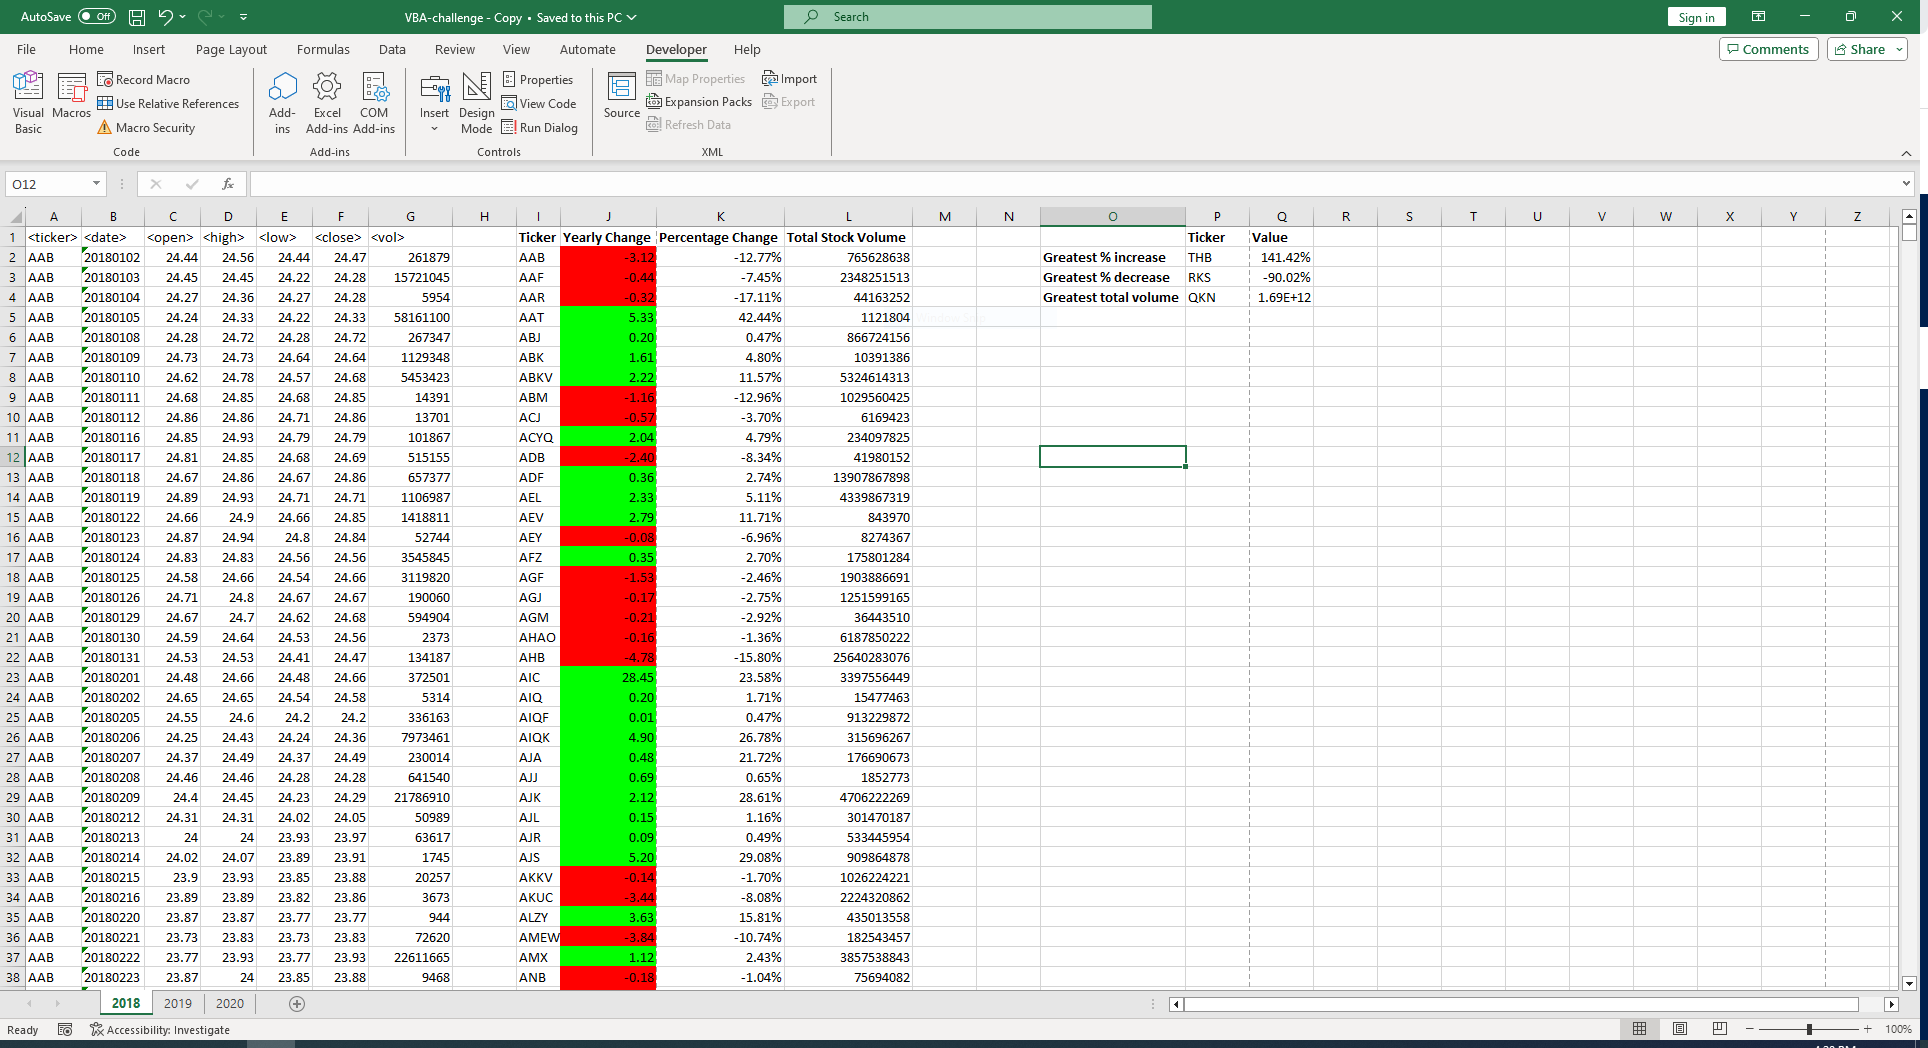 AutoSave Off VBA-challenge - Copy • Saved to this PC Search Sign in
File Home Insert Page Layout Formulas Data Review View Automate Developer Help Comments Share
Visual Basic Macros Record Macro Use Relative References Macro Security Code
Add-ins Excel Add-ins COM Add-ins Add-ins
Insert Design Mode Properties View Code Run Dialog Controls
Source Map Properties Expansion Packs Refresh Data Import Export XML
O12 fx
A B C D E F G H I J K L M N O P Q R S T U V W X Y Z
1 <ticker> <date> <open> <high> <low> <close> <vol> Ticker Yearly Change Percentage Change Total Stock Volume Ticker Value
2 AAB 20180102 24.44 24.56 24.44 24.47 261879 AAB -3.12 -12.77% 765628638 Greatest % increase THB 141.42%
3 AAB 20180103 24.45 24.45 24.22 24.28 15721045 AAF -0.44 -7.45% 2348251513 Greatest % decrease RKS -90.02%
4 AAB 20180104 24.27 24.36 24.27 24.28 5954 AAR -0.32 -17.11% 44163252 Greatest total volume QKN 1.69E+12
5 AAB 20180105 24.24 24.33 24.22 24.33 58161100 AAT 5.33 42.44% 1121804
6 AAB 20180108 24.28 24.72 24.28 24.72 267347 ABJ 0.20 0.47% 866724156
7 AAB 20180109 24.73 24.73 24.64 24.64 1129348 ABK 1.61 4.80% 10391386
8 AAB 20180110 24.62 24.78 24.57 24.68 5453423 ABKV 2.22 11.57% 5324614313
9 AAB 20180111 24.68 24.85 24.68 24.85 14391 ABM -1.16 -12.96% 1029560425
10 AAB 20180112 24.86 24.86 24.71 24.86 13701 ACJ -0.57 -3.70% 6169423
11 AAB 20180116 24.85 24.93 24.79 24.79 101867 ACYQ 2.04 4.79% 234097825
12 AAB 20180117 24.81 24.85 24.68 24.69 515155 ADB -2.40 -8.34% 41980152
13 AAB 20180118 24.67 24.86 24.67 24.86 657377 ADF 0.36 2.74% 13907867898
14 AAB 20180119 24.89 24.93 24.71 24.71 1106987 AEL 2.33 5.11% 4339867319
15 AAB 20180122 24.66 24.9 24.66 24.85 1418811 AEV 2.79 11.71% 843970
16 AAB 20180123 24.87 24.94 24.8 24.84 52744 AEY -0.08 -6.96% 8274367
17 AAB 20180124 24.83 24.83 24.56 24.56 3545845 AFZ 0.35 2.70% 175801284
18 AAB 20180125 24.58 24.66 24.54 24.66 3119820 AGF -1.53 -2.46% 1903886691
19 AAB 20180126 24.71 24.8 24.67 24.67 190060 AGJ -0.17 -2.75% 1251599165
20 AAB 20180129 24.67 24.7 24.62 24.68 594904 AGM -0.21 -2.92% 36443510
21 AAB 20180130 24.59 24.64 24.53 24.56 2373 AHAO -0.16 -1.36% 6187850222
22 AAB 20180131 24.53 24.53 24.41 24.47 134187 AHB -4.78 -15.80% 25640283076
23 AAB 20180201 24.48 24.66 24.48 24.66 372501 AIC 28.45 23.58% 3397556449
24 AAB 20180202 24.65 24.65 24.54 24.58 5314 AIQ 0.20 1.71% 15477463
25 AAB 20180205 24.55 24.6 24.2 24.2 336163 AIQF 0.01 0.47% 913229872
26 AAB 20180206 24.25 24.43 24.24 24.36 7973461 AIQK 4.90 26.78% 315696267
27 AAB 20180207 24.37 24.49 24.37 24.49 230014 AJA 0.48 21.72% 176690673
28 AAB 20180208 24.46 24.46 24.28 24.28 641540 AJJ 0.69 0.65% 1852773
29 AAB 20180209 24.4 24.45 24.23 24.29 21786910 AJK 2.12 28.61% 4706222269
30 AAB 20180212 24.31 24.31 24.02 24.05 50989 AJL 0.15 1.16% 301470187
31 AAB 20180213 24 24 23.93 23.97 63617 AJR 0.09 0.49% 533445954
32 AAB 20180214 24.02 24.07 23.89 23.91 1745 AJS 5.20 29.08% 909864878
33 AAB 20180215 23.9 23.93 23.85 23.88 20257 AKKV -0.14 -1.70% 1026224221
34 AAB 20180216 23.89 23.89 23.82 23.86 3673 AKUC -3.44 -8.08% 2224320862
35 AAB 20180220 23.87 23.87 23.77 23.77 944 ALZY 3.63 15.81% 435013558
36 AAB 20180221 23.73 23.83 23.73 23.83 72620 AMEW -3.84 -10.74% 182543457
37 AAB 20180222 23.77 23.93 23.77 23.93 22611665 AMX 1.12 2.43% 3857538843
38 AAB 20180223 23.87 24 23.85 23.88 9468 ANB -0.18 -1.04% 75694082
2018 2019 2020
Ready Accessibility: Investigate 100%